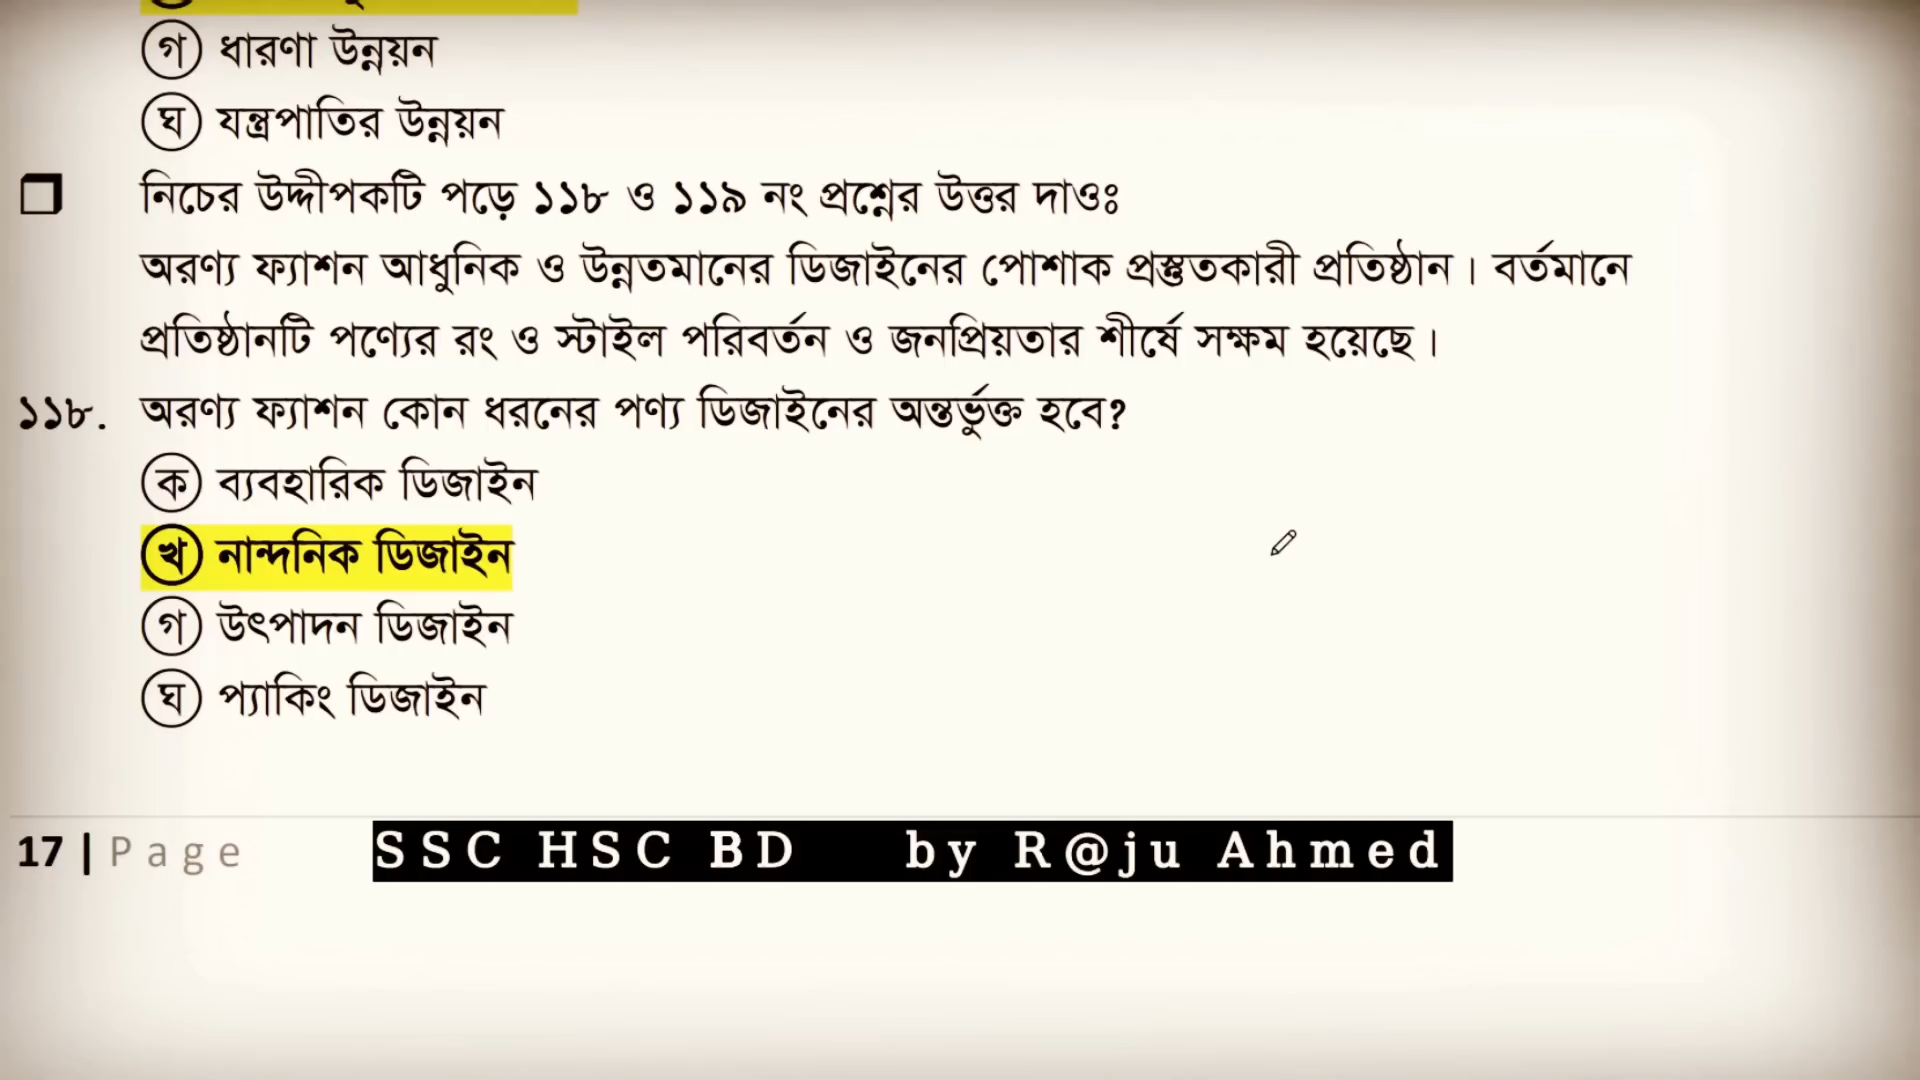 গ ধারণা উন্নয়ন
ঘ যন্ত্রপাতির উন্নয়ন
❒ নিচের উদ্দীপকটি পড়ে ১১৮ ও ১১৯ নং প্রশ্নের উত্তর দাওঃ
অরণ্য ফ্যাশন আধুনিক ও উন্নতমানের ডিজাইনের পোশাক প্রস্তুতকারী প্রতিষ্ঠান। বর্তমানে
প্রতিষ্ঠানটি পণ্যের রং ও স্টাইল পরিবর্তন ও জনপ্রিয়তার শীর্ষে সক্ষম হয়েছে।
১১৮. অরণ্য ফ্যাশন কোন ধরনের পণ্য ডিজাইনের অন্তর্ভুক্ত হবে?
ক ব্যবহারিক ডিজাইন
খ নান্দনিক ডিজাইন
গ উৎপাদন ডিজাইন
ঘ প্যাকিং ডিজাইন
17 | Page SSC HSC BD by R@ju Ahmed